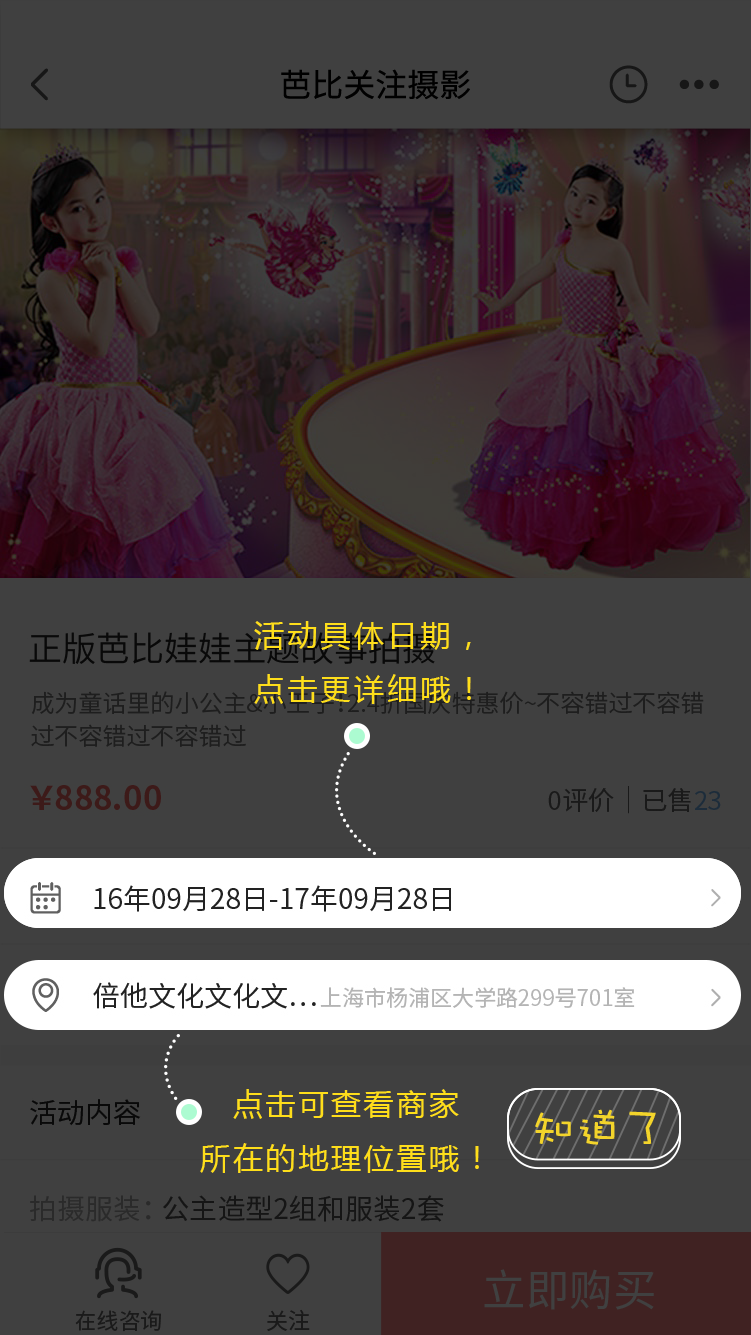 芭比关注摄影
活动具体日期，
正版芭比娃娃主题故事拍摄
点击更详细哦！
成为童话里的小公主&小王子!2.4折国庆特惠价~不容错过不容错
过不容错过不容错过
¥888.00
0评价
已售23
16年09月28日-17年09月28日
倍他文化文化文… 上海市杨浦区大学路299号701室
活动内容
点击可查看商家
所在的地理位置哦！
知道了
拍摄服装：公主造型2组和服装2套
在线咨询
关注
立即购买